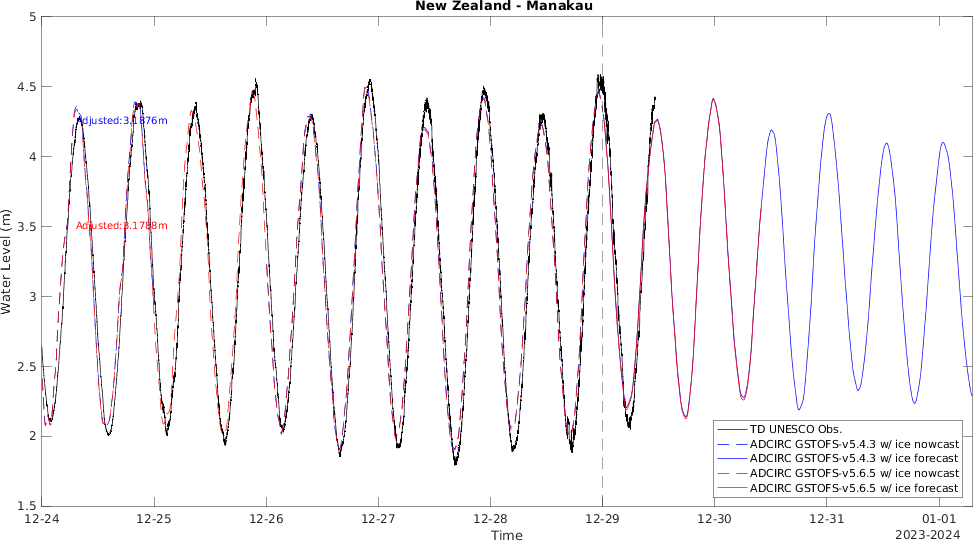 New Zealand - Manakau
Water Level (m)
5
4.5
4
3.5
3
2.5
2
1.5
Adjusted:3.1876m
Adjusted:3.1788m
TD UNESCO Obs.
ADCIRC GSTOFS-v5.4.3 w/ ice nowcast
ADCIRC GSTOFS-v5.4.3 w/ ice forecast
ADCIRC GSTOFS-v5.6.5 w/ ice nowcast
ADCIRC GSTOFS-v5.6.5 w/ ice forecast
12-24 12-25 12-26 12-27 12-28 12-29 12-30 12-31 01-01
Time
2023-2024